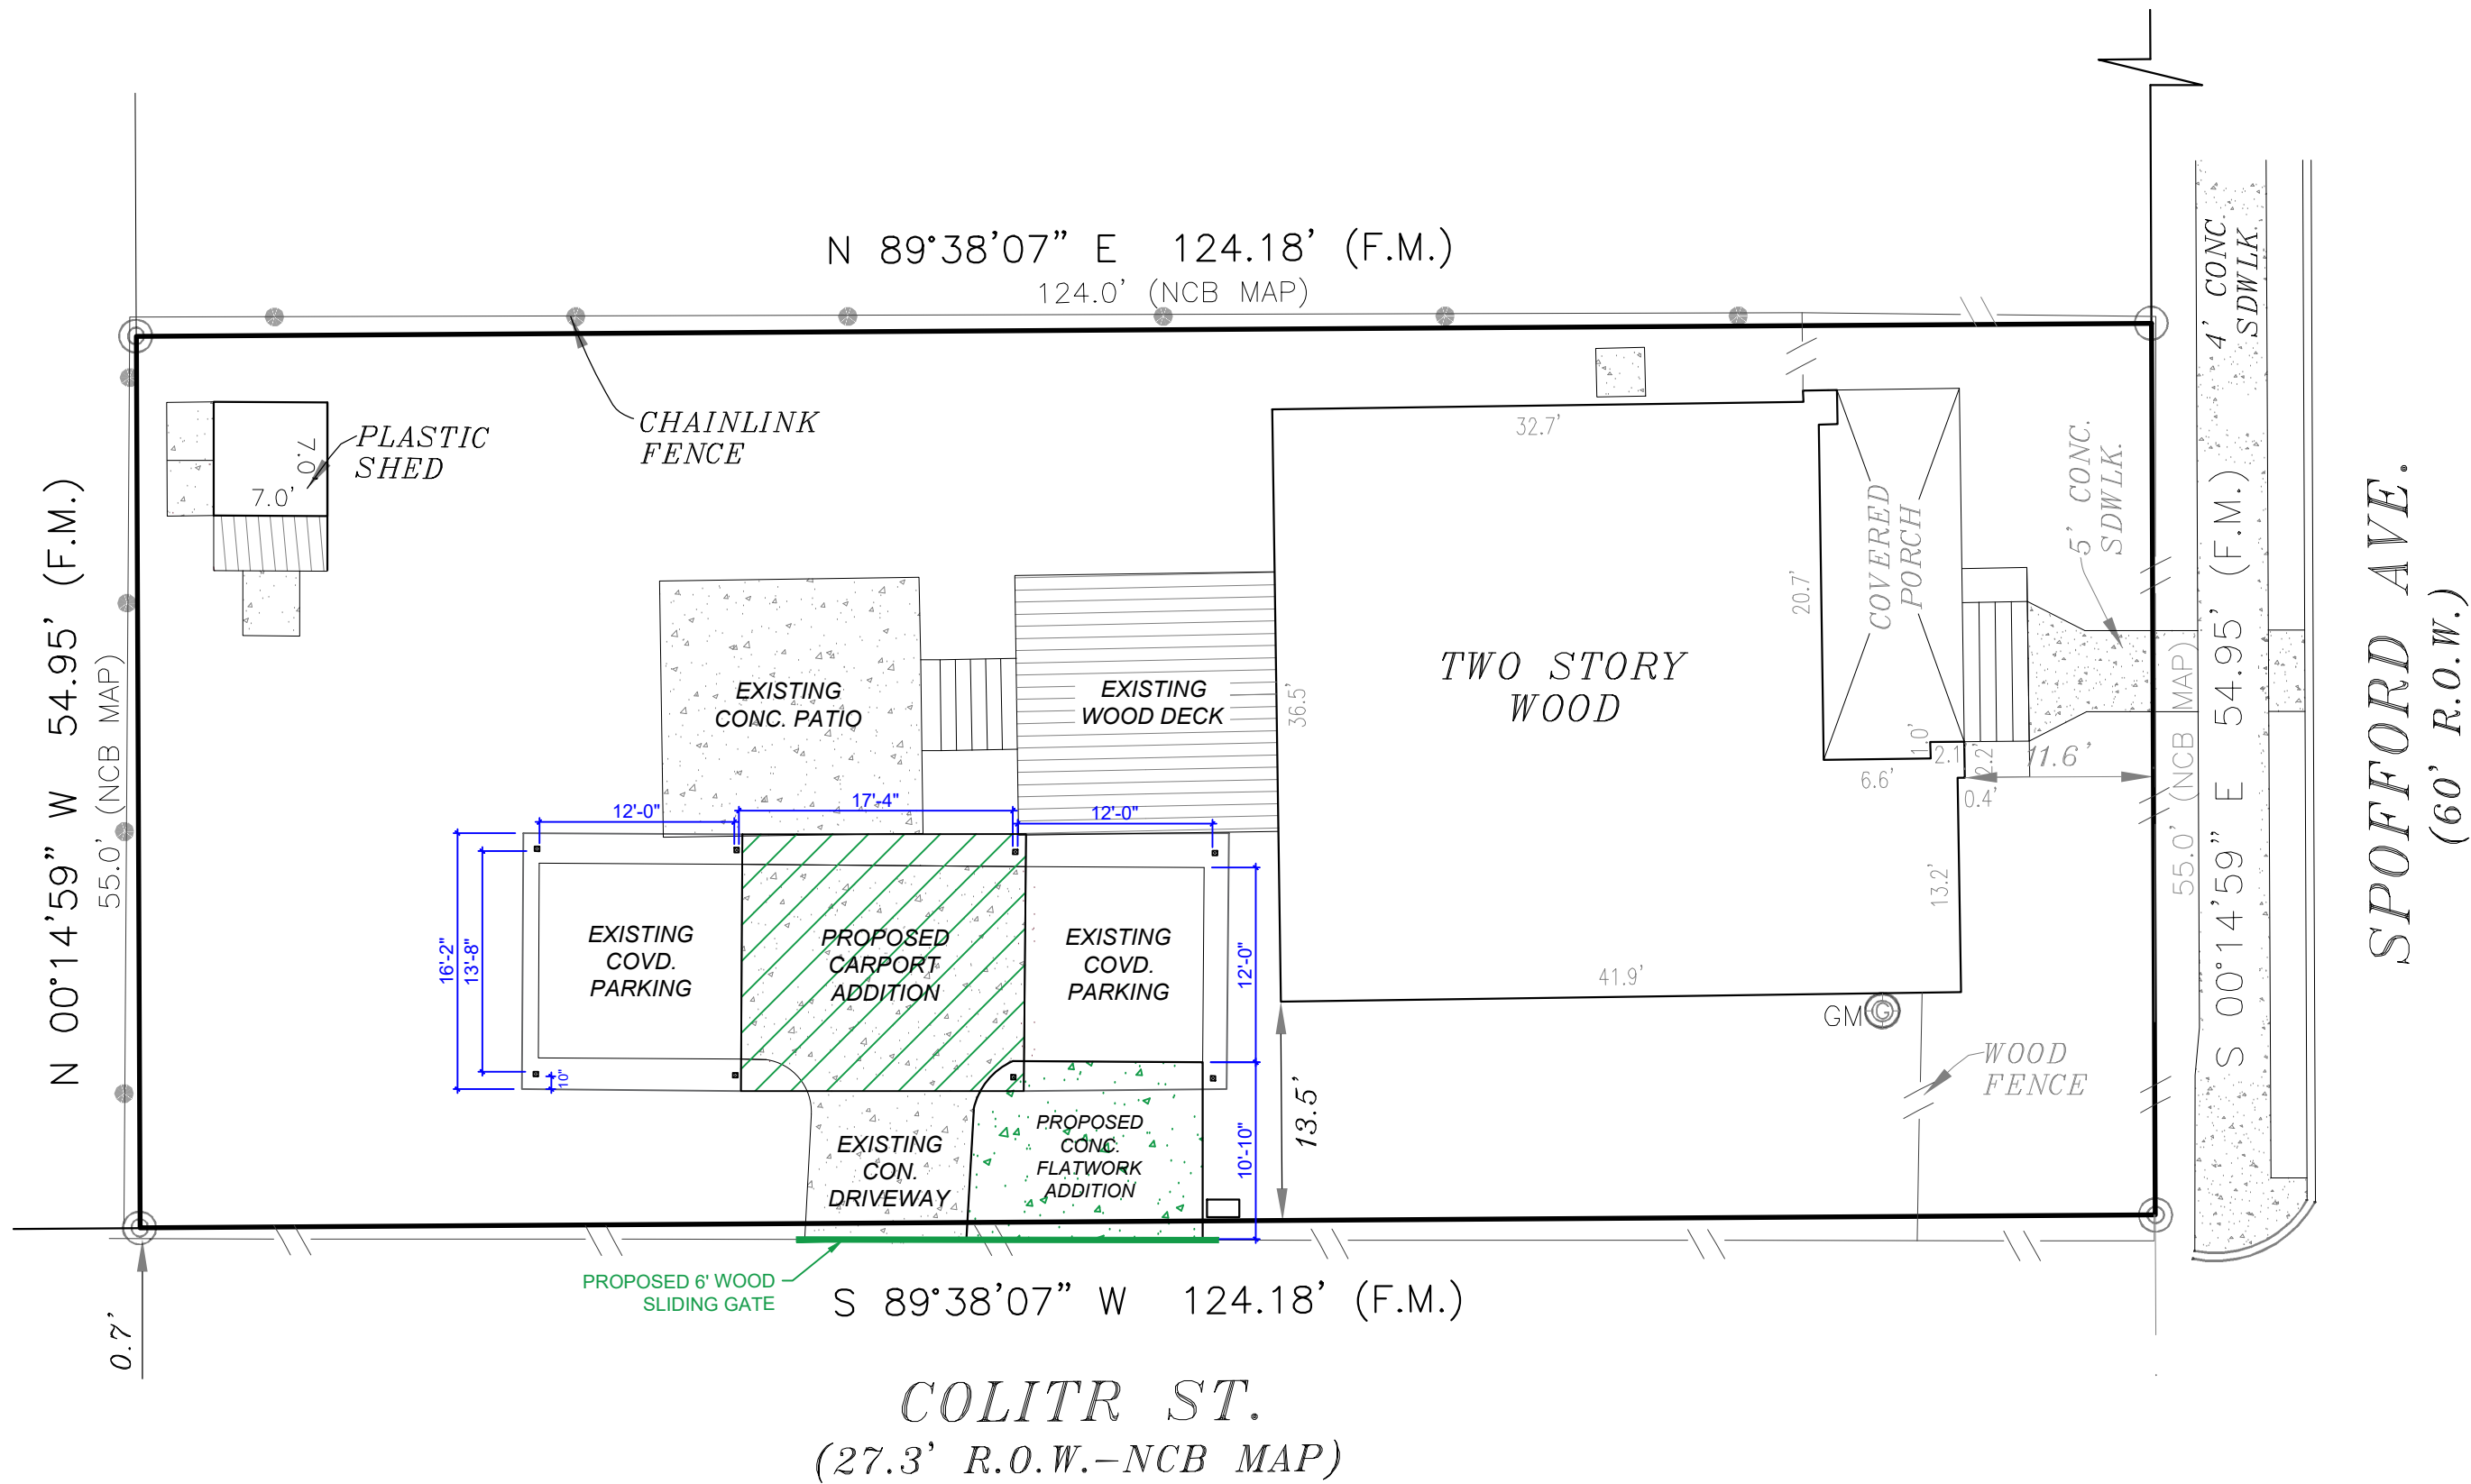 N 89°38'07" E 124.18' (F.M.)
124.0' (NCB MAP)
4' CONC.
SDWLK.
CHAINLINK
FENCE
PLASTIC
SHED
7.0'
7.0'
32.7'
COVERED
PORCH
5' CONC.
SDWLK.
N 00°14'59" W 54.95' (F.M.)
55.0' (NCB MAP)
SPOFFORD AVE.
(60' R.O.W.)
S 00°14'59" E 54.95' (F.M.)
55.0' (NCB MAP)
20.7'
TWO STORY
WOOD
36.5'
EXISTING
CONC. PATIO
EXISTING
WOOD DECK
1.0'
2.1'
2.2'
11.6'
6.6'
0.4'
12'-0"
17'-4"
12'-0"
16'-2"
13'-8"
10"
EXISTING
COVD.
PARKING
PROPOSED
CARPORT
ADDITION
EXISTING
COVD.
PARKING
12'-0"
13.2'
41.9'
GM
G
WOOD
FENCE
EXISTING
CON.
DRIVEWAY
PROPOSED
CONC.
FLATWORK
ADDITION
10'-10"
13.5'
PROPOSED 6' WOOD
SLIDING GATE
S 89°38'07" W 124.18' (F.M.)
0.7'
COLITR ST.
(27.3' R.O.W.-NCB MAP)